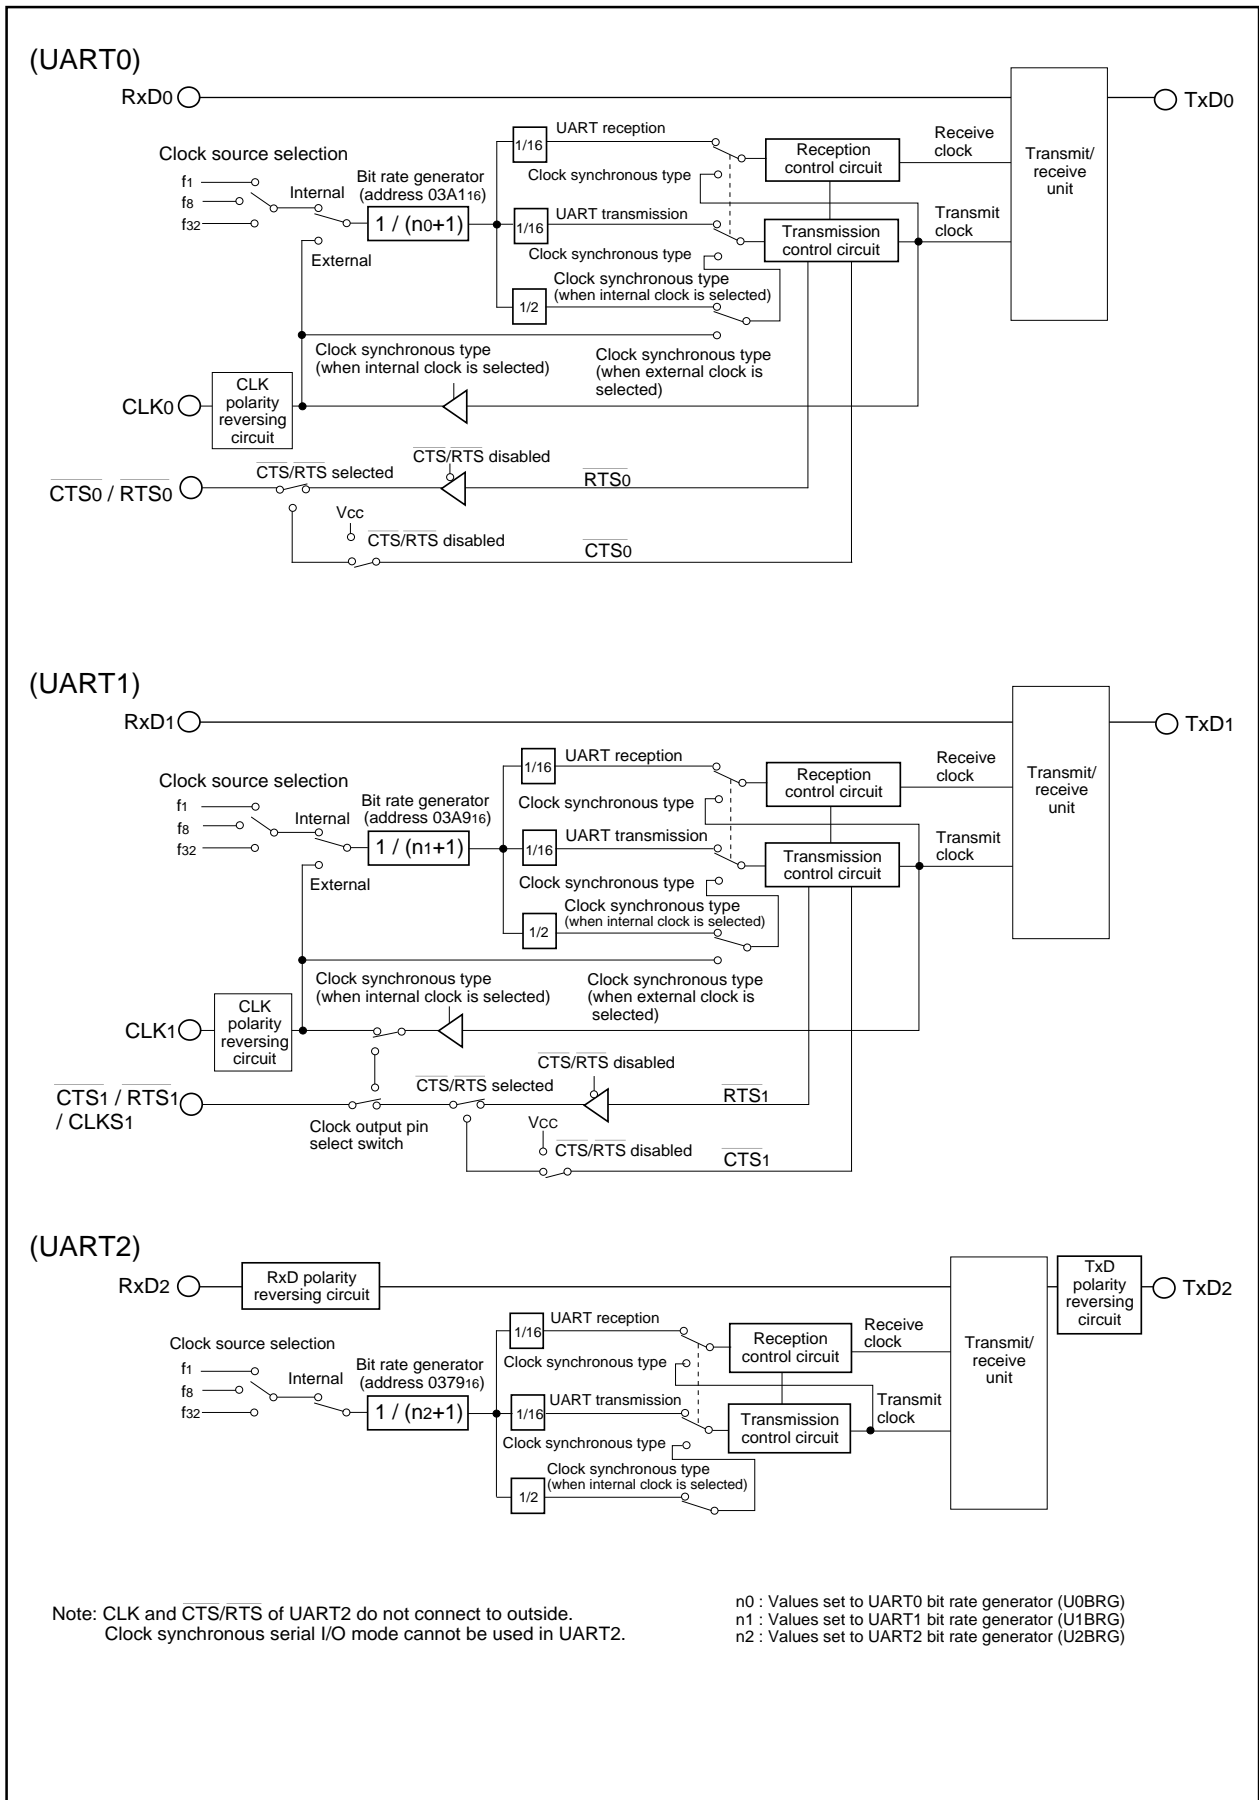 (UART0)
RxD0
TxD0
Clock source selection
f1
f8
f32
Internal
External
Bit rate generator
(address 03A116)
1 / (n0+1)
1/16
UART reception
Clock synchronous type
1/16
UART transmission
Clock synchronous type
Clock synchronous type
(when internal clock is selected)
1/2
Reception
control circuit
Transmission
control circuit
Receive
clock
Transmit
clock
Transmit/
receive
unit
Clock synchronous type
(when internal clock is selected)
Clock synchronous type
(when external clock is
selected)
CLK0
CLK
polarity
reversing
circuit
CTS0 / RTS0
CTS/RTS selected
CTS/RTS disabled
RTS0
Vcc
CTS/RTS disabled
CTS0
(UART1)
RxD1
TxD1
Clock source selection
f1
f8
f32
Internal
External
Bit rate generator
(address 03A916)
1 / (n1+1)
1/16
UART reception
Clock synchronous type
1/16
UART transmission
Clock synchronous type
Clock synchronous type
(when internal clock is selected)
1/2
Reception
control circuit
Transmission
control circuit
Receive
clock
Transmit
clock
Transmit/
receive
unit
Clock synchronous type
(when internal clock is selected)
Clock synchronous type
(when external clock is
selected)
CLK1
CLK
polarity
reversing
circuit
CTS1 / RTS1
/ CLKS1
Clock output pin
select switch
CTS/RTS selected
CTS/RTS disabled
RTS1
VCC
CTS/RTS disabled
CTS1
(UART2)
RxD2
RxD polarity
reversing circuit
TxD
polarity
reversing
circuit
TxD2
Clock source selection
f1
f8
f32
Internal
Bit rate generator
(address 037916)
1 / (n2+1)
1/16
UART reception
Clock synchronous type
1/16
UART transmission
Clock synchronous type
Clock synchronous type
(when internal clock is selected)
1/2
Reception
control circuit
Transmission
control circuit
Receive
clock
Transmit
clock
Transmit/
receive
unit
Note: CLK and CTS/RTS of UART2 do not connect to outside.
Clock synchronous serial I/O mode cannot be used in UART2.
n0 : Values set to UART0 bit rate generator (U0BRG)
n1 : Values set to UART1 bit rate generator (U1BRG)
n2 : Values set to UART2 bit rate generator (U2BRG)